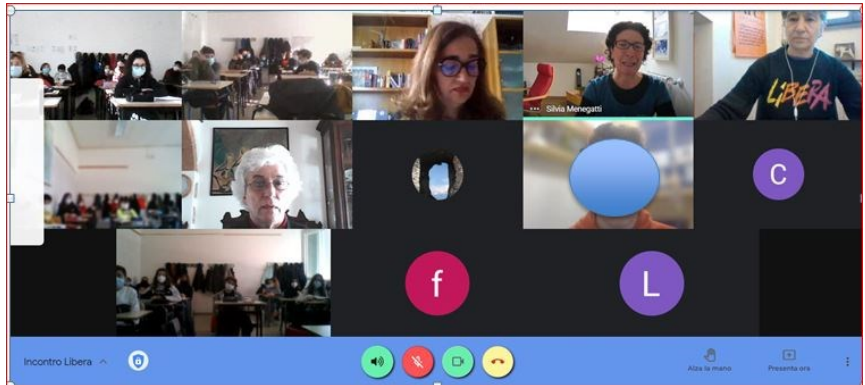 Silvia Menegatti
LIBERA
C
f
L
Incontro Libera
Alza la mano
Presenta ora